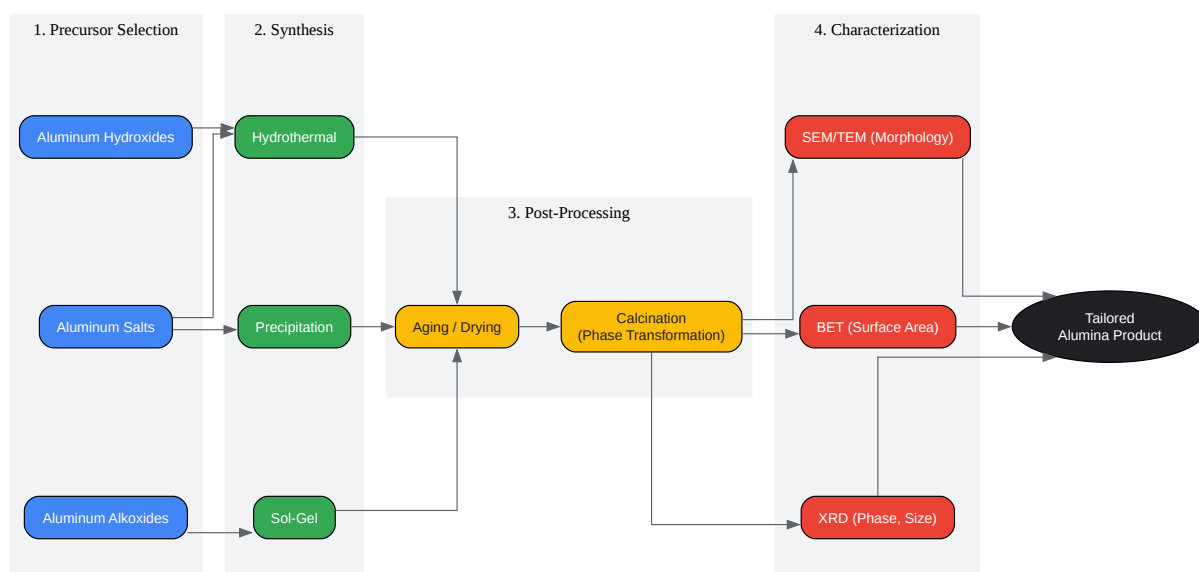 1. Precursor Selection
Aluminum Hydroxides
Aluminum Salts
Aluminum Alkoxides
2. Synthesis
Hydrothermal
Precipitation
Sol-Gel
3. Post-Processing
Aging / Drying
Calcination
(Phase Transformation)
4. Characterization
SEM/TEM (Morphology)
BET (Surface Area)
XRD (Phase, Size)
Tailored
Alumina Product